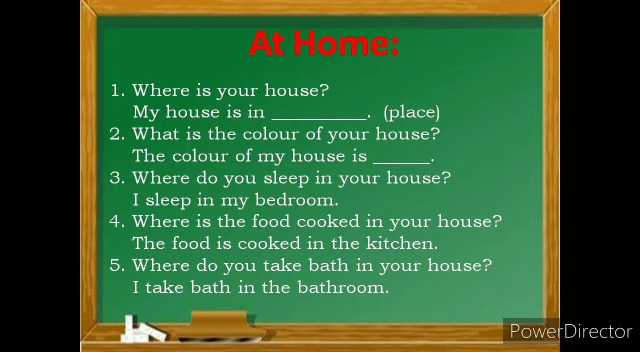 At Home:
1. Where is your house?
My house is in __________. (place)
2. What is the colour of your house?
The colour of my house is ______.
3. Where do you sleep in your house?
I sleep in my bedroom.
4. Where is the food cooked in your house?
The food is cooked in the kitchen.
5. Where do you take bath in your house?
I take bath in the bathroom.
PowerDirector